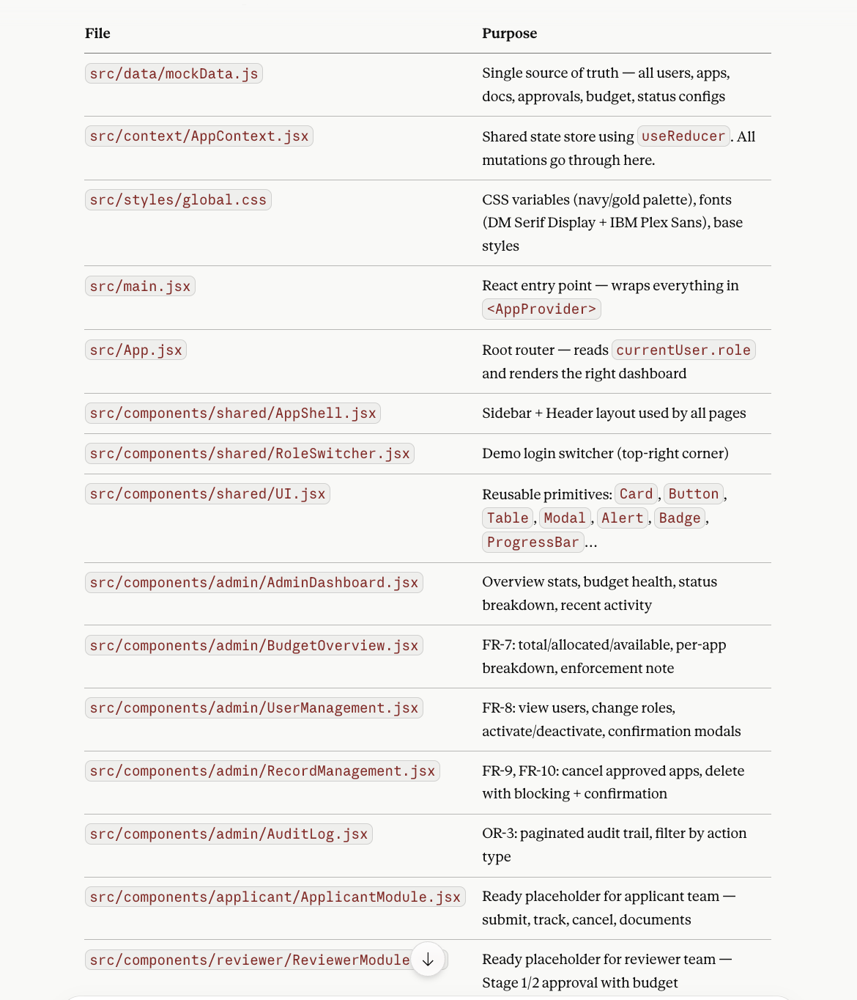 File Purpose
src/data/mockData.js Single source of truth — all users, apps,
docs, approvals, budget, status configs
src/context/AppContext.jsx Shared state store using useReducer. All
mutations go through here.
src/styles/global.css CSS variables (navy/gold palette), fonts
(DM Serif Display + IBM Plex Sans), base
styles
src/main.jsx React entry point — wraps everything in
<AppProvider>
src/App.jsx Root router — reads currentUser.role
and renders the right dashboard
src/components/shared/AppShell.jsx Sidebar + Header layout used by all pages
src/components/shared/RoleSwitcher.jsx Demo login switcher (top-right corner)
src/components/shared/UI.jsx Reusable primitives: Card, Button,
Table, Modal, Alert, Badge,
ProgressBar...
src/components/admin/AdminDashboard.jsx Overview stats, budget health, status
breakdown, recent activity
src/components/admin/BudgetOverview.jsx FR-7: total/allocated/available, per-app
breakdown, enforcement note
src/components/admin/UserManagement.jsx FR-8: view users, change roles,
activate/deactivate, confirmation modals
src/components/admin/RecordManagement.jsx FR-9, FR-10: cancel approved apps, delete
with blocking + confirmation
src/components/admin/AuditLog.jsx OR-3: paginated audit trail, filter by action
type
src/components/applicant/ApplicantModule.jsx Ready placeholder for applicant team —
submit, track, cancel, documents
src/components/reviewer/ReviewerModule Ready placeholder for reviewer team —
Stage 1/2 approval with budget